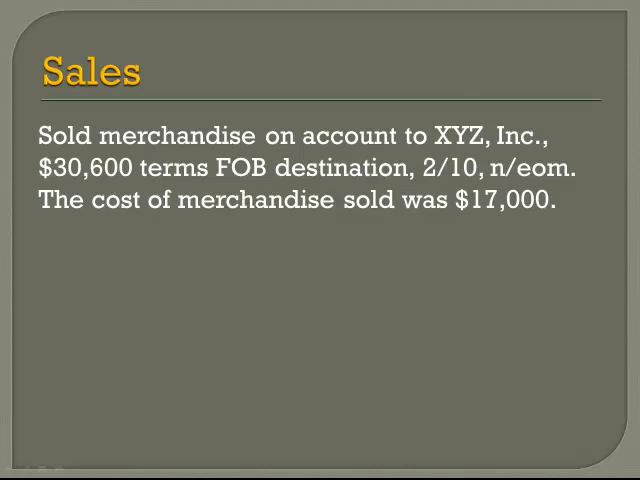 Sales
Sold merchandise on account to XYZ, Inc.,
$30,600 terms FOB destination, 2/10, n/eom.
The cost of merchandise sold was $17,000.